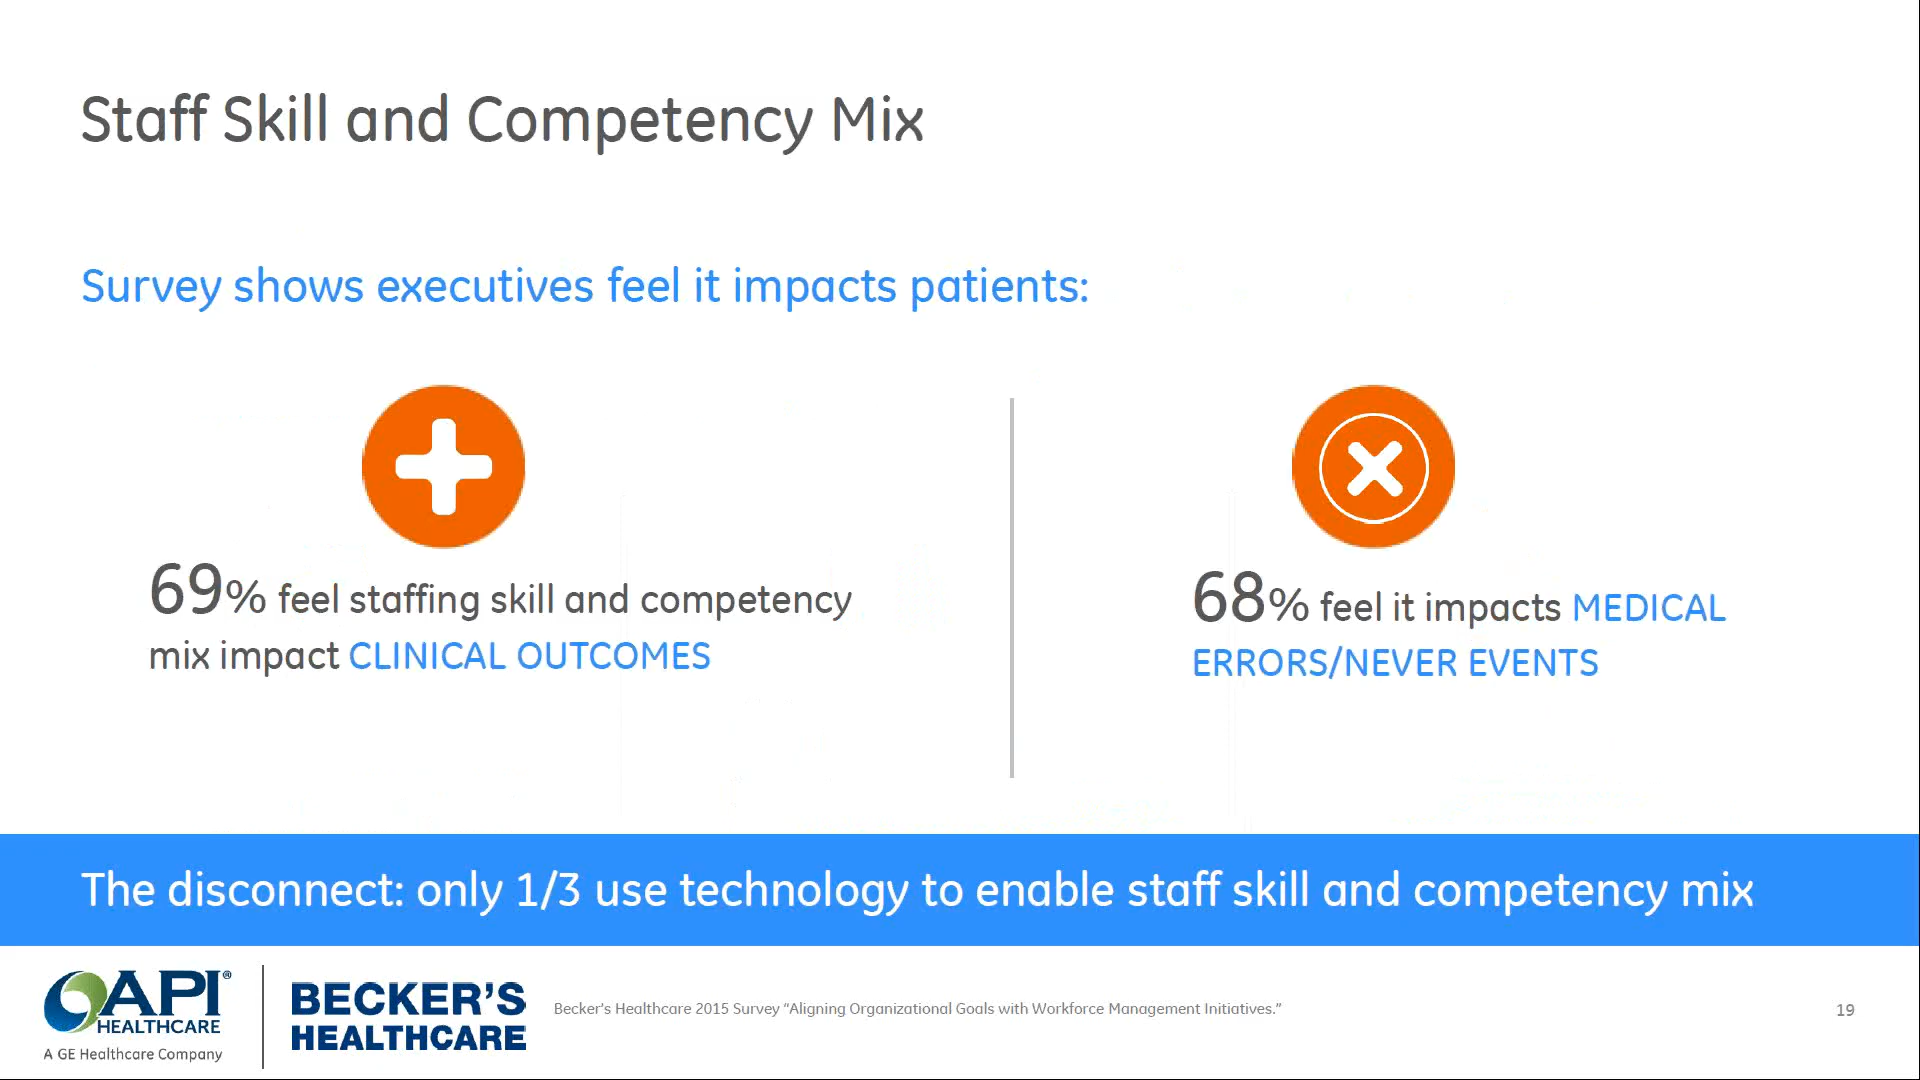 Staff Skill and Competency Mix
Survey shows executives feel it impacts patients:
69% feel staffing skill and competency
mix impact CLINICAL OUTCOMES
68% feel it impacts MEDICAL
ERRORS/NEVER EVENTS
The disconnect: only 1/3 use technology to enable staff skill and competency mix
API®
HEALTHCARE
A GE Healthcare Company
BECKER'S
HEALTHCARE
Becker's Healthcare 2015 Survey “Aligning Organizational Goals with Workforce Management Initiatives.”
19